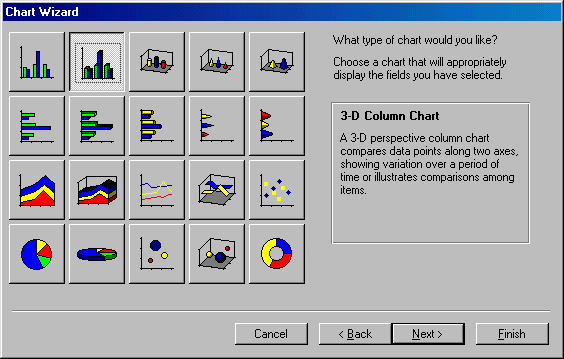 Chart Wizard
What type of chart would you like?
Choose a chart that will appropriately
display the fields you have selected.
3-D Column Chart
A 3-D perspective column chart
compares data points along two axes,
showing variation over a period of
time or illustrates comparisons among
items.
Cancel
< Back
Next >
Finish